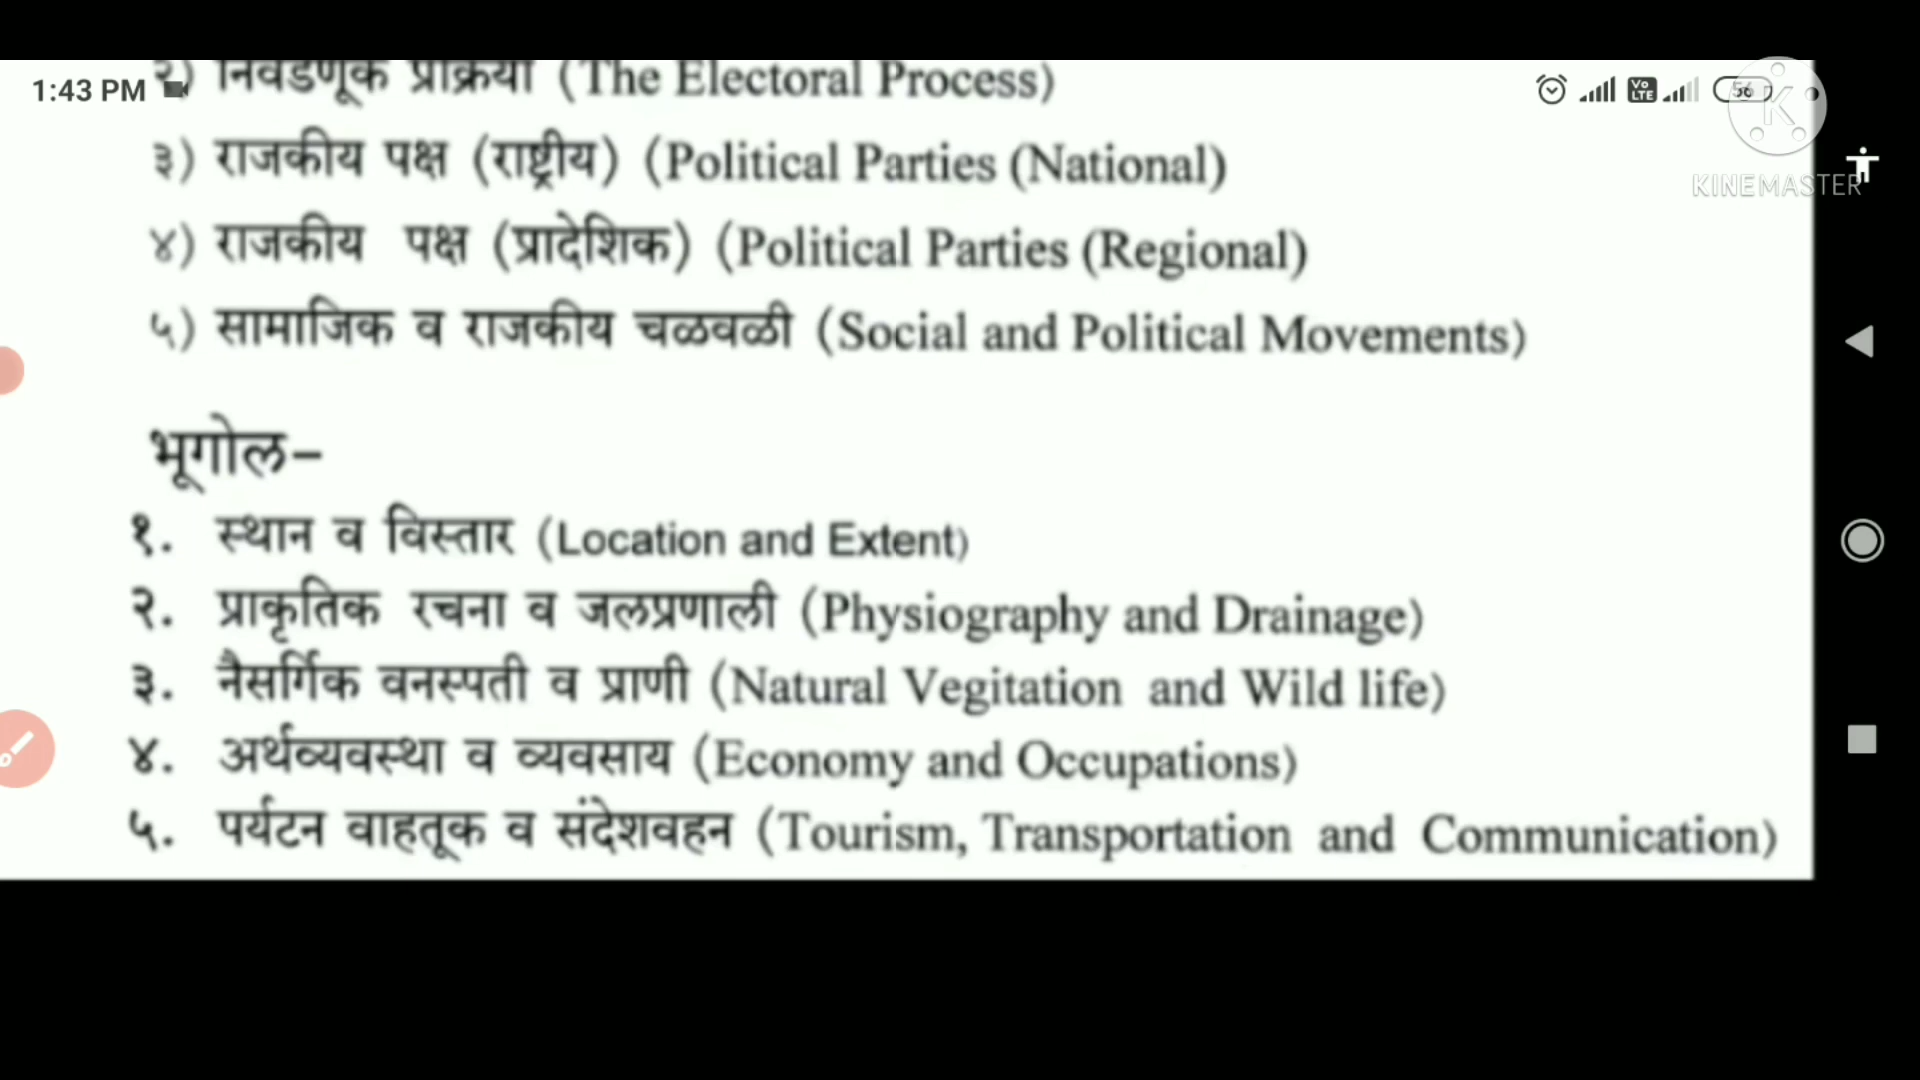 1:43 PM
२) निवडणूक प्रक्रिया (The Electoral Process)
56
३) राजकीय पक्ष (राष्ट्रीय) (Political Parties (National)
KINEMASTER
४) राजकीय पक्ष (प्रादेशिक) (Political Parties (Regional)
५) सामाजिक व राजकीय चळवळी (Social and Political Movements)
भूगोल–
१. स्थान व विस्तार (Location and Extent)
२. प्राकृतिक रचना व जलप्रणाली (Physiography and Drainage)
३. नैसर्गिक वनस्पती व प्राणी (Natural Vegitation and Wild life)
४. अर्थव्यवस्था व व्यवसाय (Economy and Occupations)
५. पर्यटन वाहतूक व संदेशवहन (Tourism, Transportation and Communication)